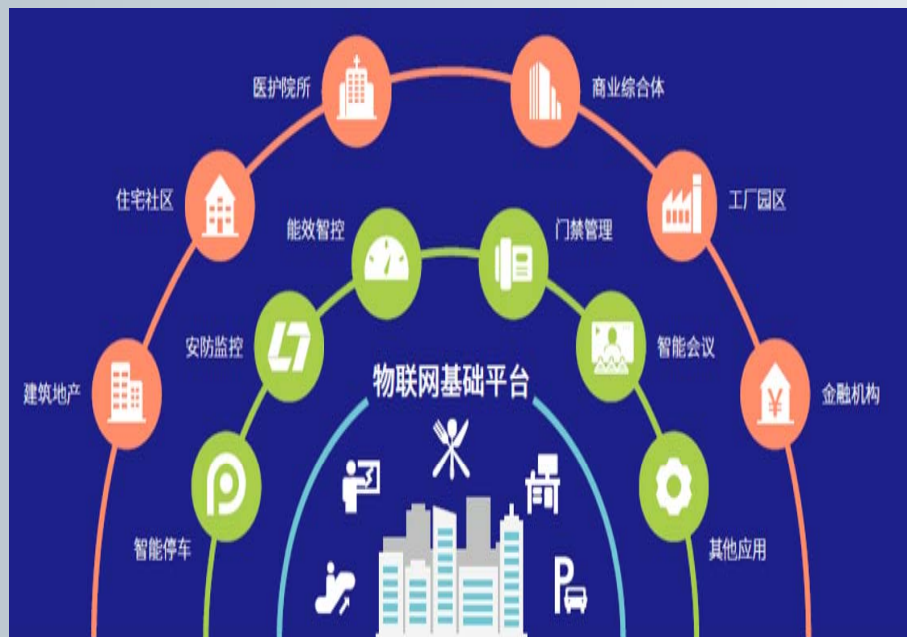 医护院所
商业综合体
住宅社区
工厂园区
能效智控
门禁管理
安防监控
智能会议
建筑地产
物联网基础平台
金融机构
智能停车
其他应用
P
¥